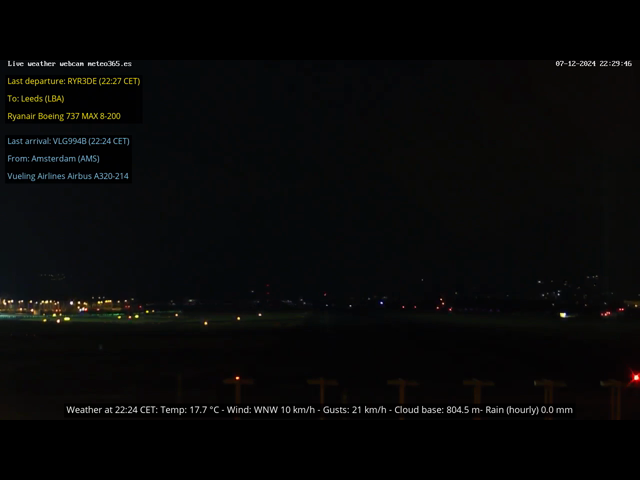 Live weather webcam meteo365.es
07-12-2024 22:29:46
Last departure: RYR3DE (22:27 CET)
To: Leeds (LBA)
Ryanair Boeing 737 MAX 8-200
Last arrival: VLG994B (22:24 CET)
From: Amsterdam (AMS)
Vueling Airlines Airbus A320-214
Weather at 22:24 CET: Temp: 17.7 °C - Wind: WNW 10 km/h - Gusts: 21 km/h - Cloud base: 804.5 m- Rain (hourly) 0.0 mm